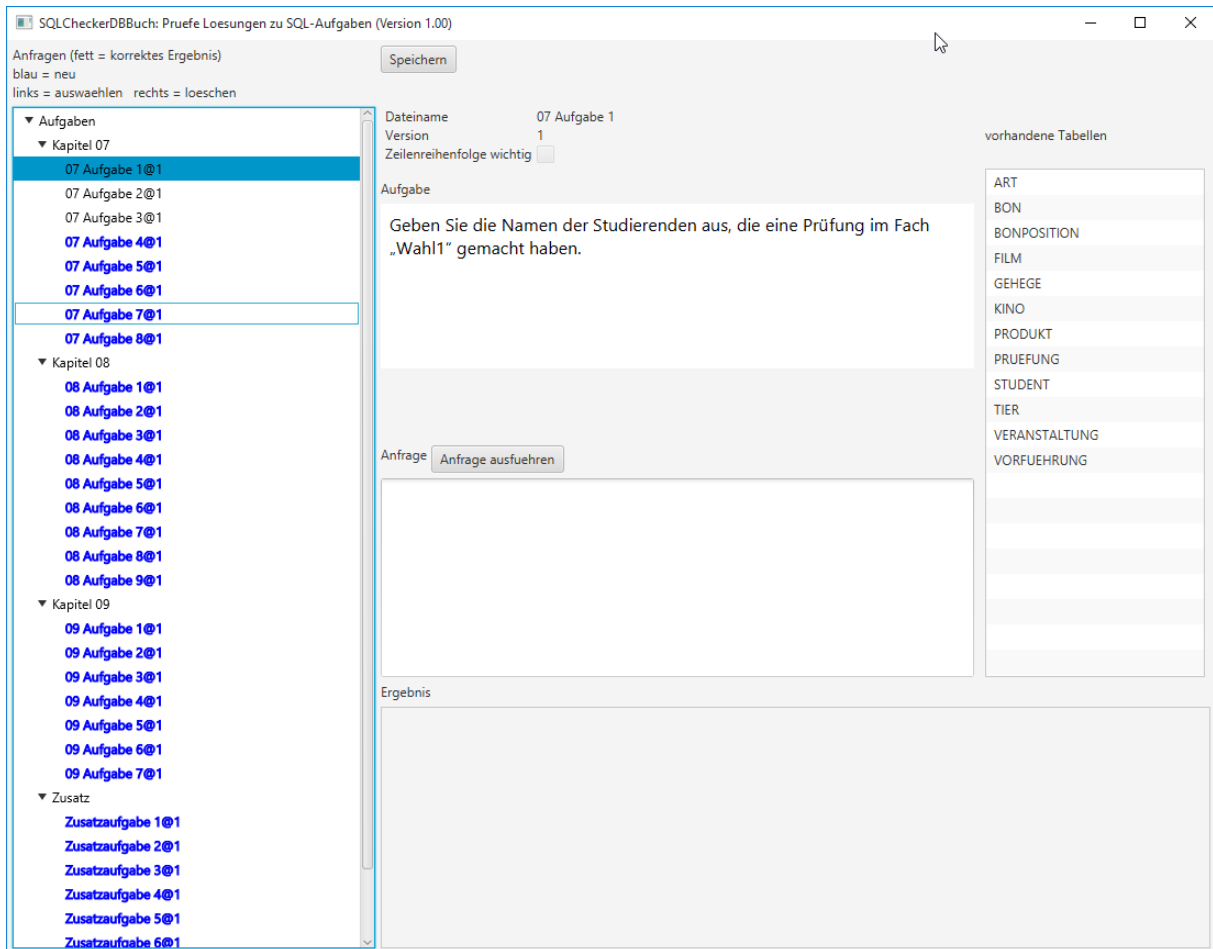 SQLCheckerDBBuch: Pruefe Loesungen zu SQL-Aufgaben (Version 1.00)
Anfragen (fett = korrektes Ergebnis)
blau = neu
links = auswaehlen rechts = loeschen
Aufgaben
Kapitel 07
07 Aufgabe 1@1
07 Aufgabe 2@1
07 Aufgabe 3@1
07 Aufgabe 4@1
07 Aufgabe 5@1
07 Aufgabe 6@1
07 Aufgabe 7@1
07 Aufgabe 8@1
Kapitel 08
08 Aufgabe 1@1
08 Aufgabe 2@1
08 Aufgabe 3@1
08 Aufgabe 4@1
08 Aufgabe 5@1
08 Aufgabe 6@1
08 Aufgabe 7@1
08 Aufgabe 8@1
08 Aufgabe 9@1
Kapitel 09
09 Aufgabe 1@1
09 Aufgabe 2@1
09 Aufgabe 3@1
09 Aufgabe 4@1
09 Aufgabe 5@1
09 Aufgabe 6@1
09 Aufgabe 7@1
Zusatz
Zusatzaufgabe 1@1
Zusatzaufgabe 2@1
Zusatzaufgabe 3@1
Zusatzaufgabe 4@1
Zusatzaufgabe 5@1
Zusatzaufgabe 6@1
Speichern
Dateiname 07 Aufgabe 1
Version 1
Zeilenreihenfolge wichtig
Aufgabe
Geben Sie die Namen der Studierenden aus, die eine Prüfung im Fach
„Wahl1“ gemacht haben.
Anfrage Anfrage ausfuehren
Ergebnis
vorhandene Tabellen
ART
BON
BONPOSITION
FILM
GEHEGE
KINO
PRODUKT
PRUEFUNG
STUDENT
TIER
VERANSTALTUNG
VORFUEHRUNG